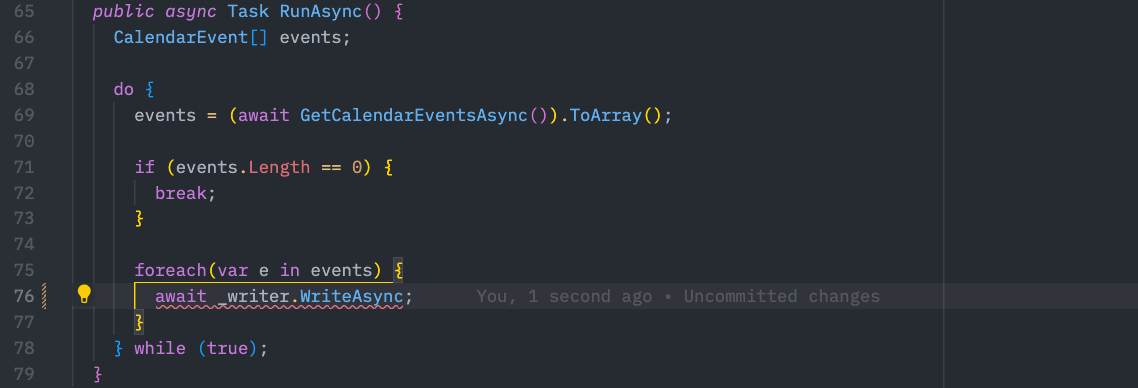 65 public async Task RunAsync() {
66 CalendarEvent[] events;
67
68 do {
69 events = (await GetCalendarEventsAsync()).ToArray();
70
71 if (events.Length == 0) {
72 break;
73 }
74
75 foreach(var e in events) {
76 await _writer.WriteAsync; You, 1 second ago • Uncommitted changes
77 }
78 } while (true);
79 }